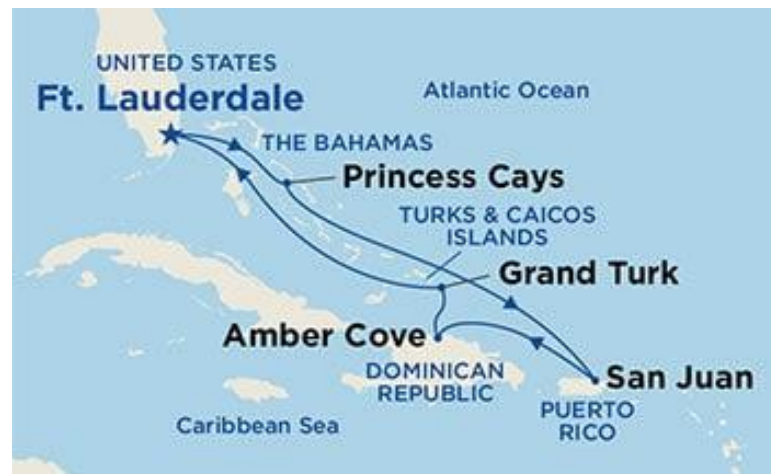 UNITED STATES
Ft. Lauderdale
Atlantic Ocean
THE BAHAMAS
Princess Cays
TURKS & CAICOS
ISLANDS
Grand Turk
Amber Cove
DOMINICAN
REPUBLIC
San Juan
PUERTO
RICO
Caribbean Sea